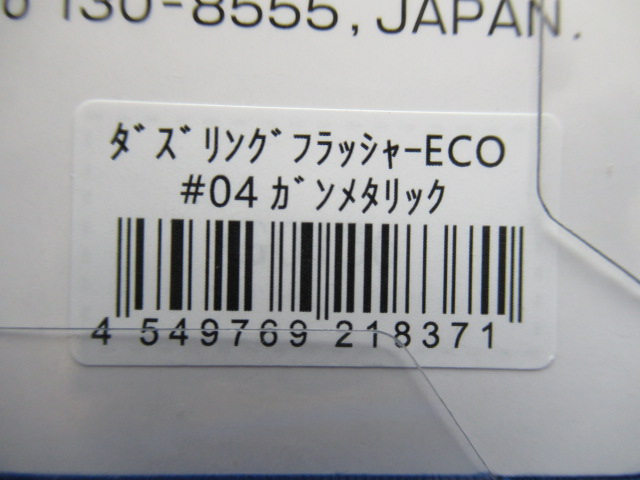 130-8555, JAPAN.
ﾀﾞｽﾞﾘﾝｸﾞﾌﾗｯｼｬｰECO
#04 ｶﾞﾝﾒﾀﾘｯｸ
4 549769 218371